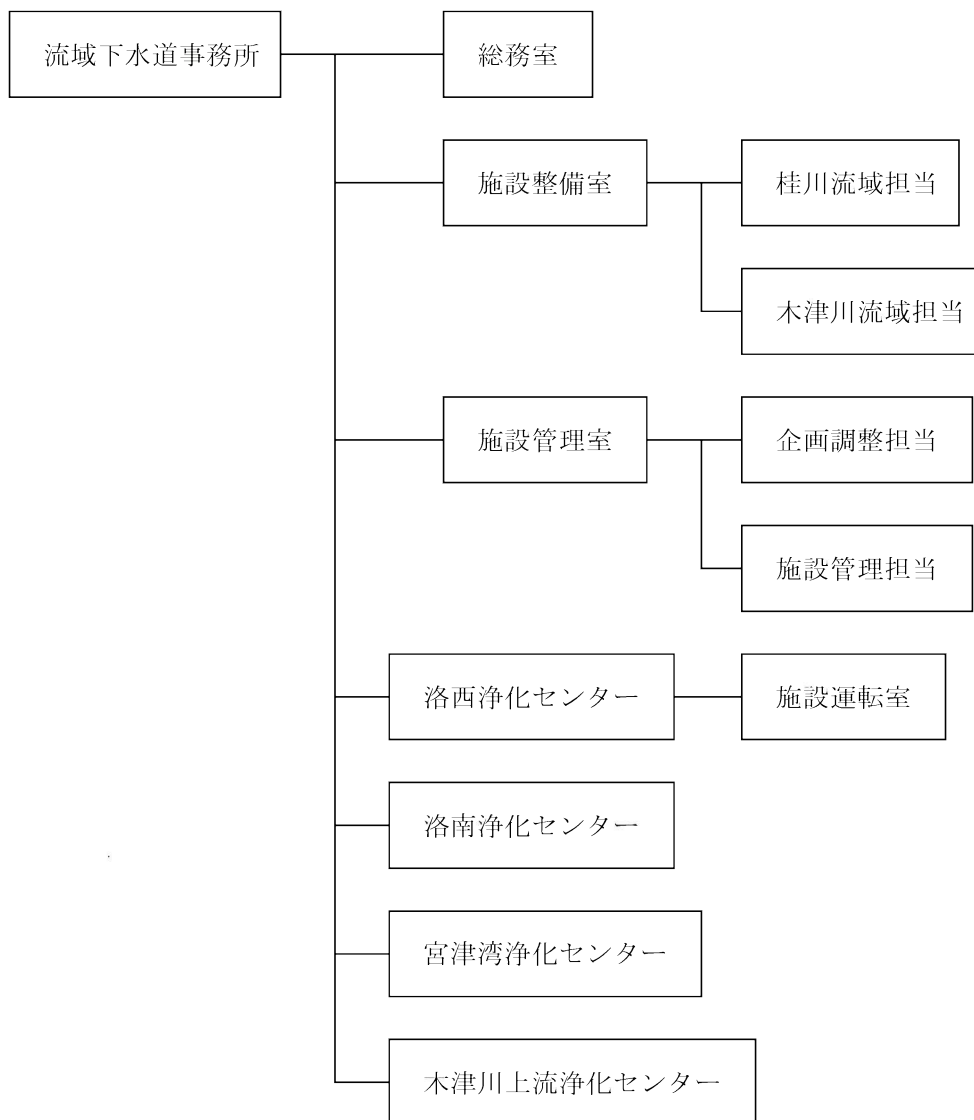 流域下水道事務所
総務室
施設整備室
桂川流域担当
木津川流域担当
施設管理室
企画調整担当
施設管理担当
洛西浄化センター
施設運転室
洛南浄化センター
宮津湾浄化センター
木津川上流浄化センター